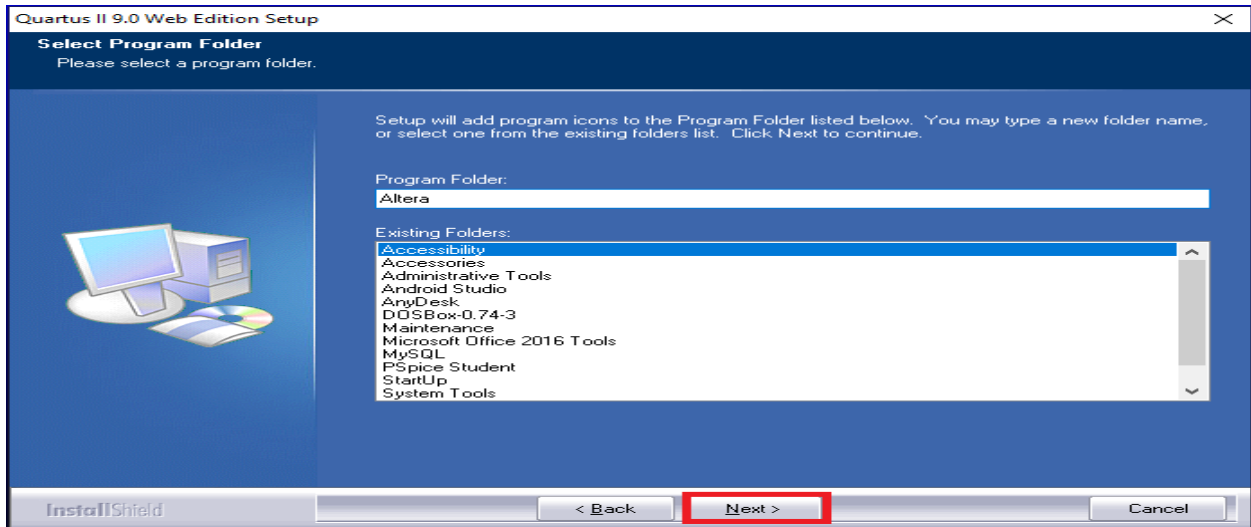 Quartus II 9.0 Web Edition Setup
Select Program Folder
Please select a program folder.
Setup will add program icons to the Program Folder listed below.  You may type a new folder name,
or select one from the existing folders list.  Click Next to continue.
Program Folder:
Altera
Existing Folders:
Accessibility
Accessories
Administrative Tools
Android Studio
AnyDesk
DOSBox-0.74-3
Maintenance
Microsoft Office 2016 Tools
MySQL
PSpice Student
StartUp
System Tools
InstallShield
< Back
Next >
Cancel